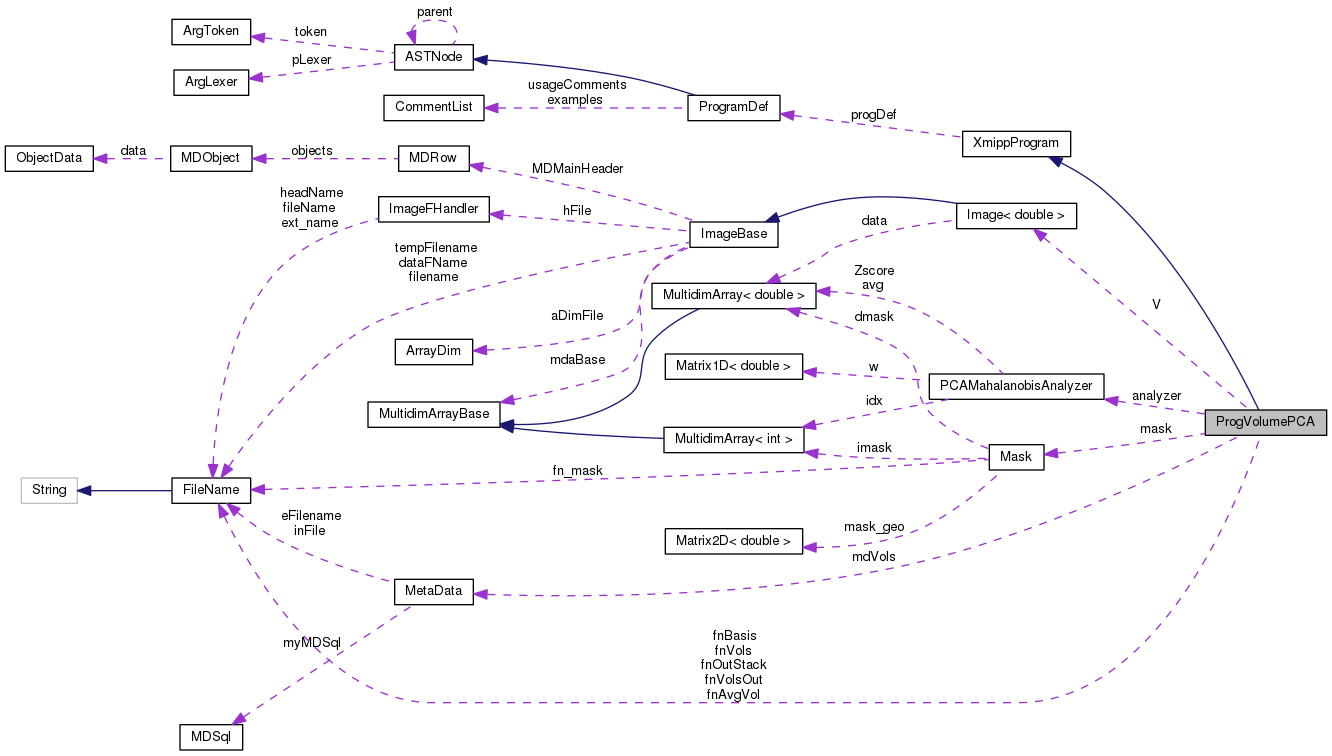 parent
ArgToken
token
ASTNode
pLexer
ArgLexer
usageComments
examples
CommentList
ProgramDef
progDef
XmippProgram
ObjectData
data
MDObject
objects
MDRow
MDMainHeader
headName
fileName
ext_name
ImageFHandler
hFile
ImageBase
data
Image< double >
tempFilename
dataFName
filename
Zscore
avg
MultidimArray< double >
V
aDimFile
dmask
ArrayDim
mdaBase
Matrix1D< double >
w
PCAMahalanobisAnalyzer
analyzer
MultidimArrayBase
idx
ProgVolumePCA
MultidimArray< int >
imask
mask
Mask
fn_mask
String
FileName
eFilename
inFile
mask_geo
Matrix2D< double >
mdVols
MetaData
myMDSql
fnBasis
fnVols
fnOutStack
fnVolsOut
fnAvgVol
MDSql